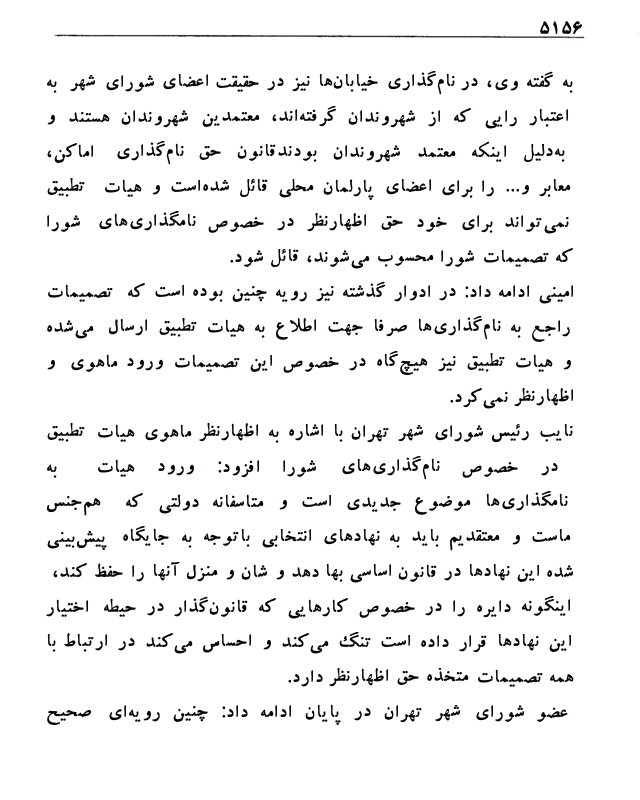 ۵۱۵۶
به گفته وی، در نام‌گذاری خیابان‌ها نیز در حقیقت اعضای شورای شهر به
اعتبار رایی که از شهروندان گرفته‌اند، معتمدین شهروندان هستند و
به‌دلیل اینکه معتمد شهروندان بودندقانون حق نام‌گذاری اماکن،
معابر و... را برای اعضای پارلمان محلی قائل شده‌است و هیات تطبیق
نمی‌تواند برای خود حق اظهارنظر در خصوص نامگذاری‌های شورا
که تصمیمات شورا محسوب می‌شوند، قائل شود.
امینی ادامه داد: در ادوار گذشته نیز رویه چنین بوده است که تصمیمات
راجع به نام‌گذاری‌ها صرفا جهت اطلاع به هیات تطبیق ارسال می‌شده
و هیات تطبیق نیز هیچ‌گاه در خصوص این تصمیمات ورود ماهوی و
اظهارنظر نمی‌کرد.
نایب رئیس شورای شهر تهران با اشاره به اظهارنظر ماهوی هیات تطبیق
در خصوص نام‌گذاری‌های شورا افزود: ورود هیات به
نامگذاری‌ها موضوع جدیدی است و متاسفانه دولتی که هم‌جنس
ماست و معتقدیم باید به نهادهای انتخابی باتوجه به جایگاه پیش‌بینی
شده این نهادها در قانون اساسی بها دهد و شان و منزل آنها را حفظ کند،
اینگونه دایره را در خصوص کارهایی که قانون‌گذار در حیطه اختیار
این نهادها قرار داده است تنگ می‌کند و احساس می‌کند در ارتباط با
همه تصمیمات متخذه حق اظهارنظر دارد.
عضو شورای شهر تهران در پایان ادامه داد: چنین رویه‌ای صحیح